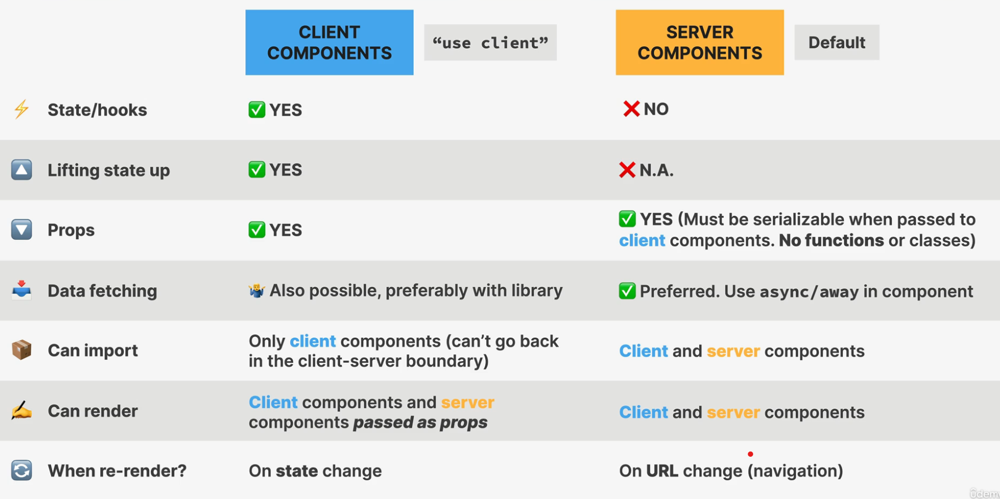 CLIENT
COMPONENTS
“use client”
SERVER
COMPONENTS
Default
State/hooks
YES
NO
Lifting state up
YES
N.A.
Props
YES
YES (Must be serializable when passed to
client components. No functions or classes)
Data fetching
Also possible, preferably with library
Preferred. Use async/away in component
Can import
Only client components (can’t go back
in the client-server boundary)
Client and server components
Can render
Client components and server
components passed as props
Client and server components
When re-render?
On state change
On URL change (navigation)